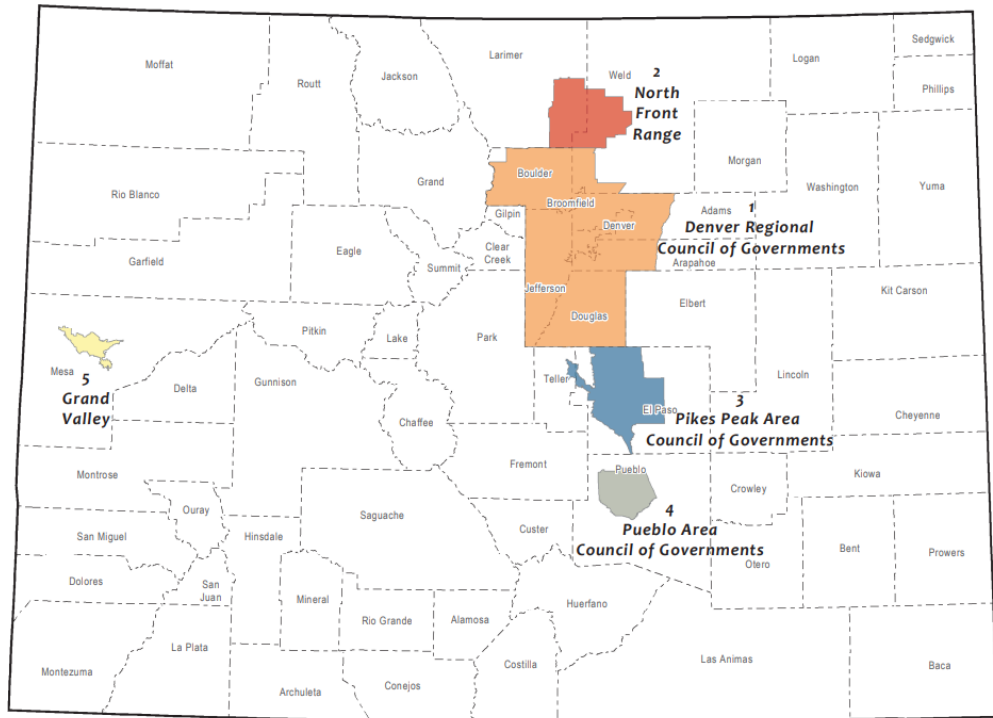 Moffat
Routt
Jackson
Larimer
Weld
Logan
Sedgwick
Phillips
2
North
Front
Range
Morgan
Rio Blanco
Grand
Boulder
Broomfield
Washington
Yuma
Gilpin
Denver
Adams
1
Denver Regional
Council of Governments
Arapahoe
Garfield
Eagle
Summit
Clear
Creek
Jefferson
Douglas
Elbert
Kit Carson
Mesa
5
Grand
Valley
Pitkin
Lake
Park
Teller
Lincoln
Delta
Gunnison
Chaffee
El Paso
3
Pikes Peak Area
Council of Governments
Cheyenne
Montrose
Fremont
Pueblo
Crowley
Kiowa
Ouray
Saguache
4
Pueblo Area
Council of Governments
San Miguel
Hinsdale
Custer
Otero
Bent
Prowers
Dolores
San
Juan
Mineral
Rio Grande
Alamosa
Huerfano
La Plata
Montezuma
Archuleta
Conejos
Costilla
Las Animas
Baca